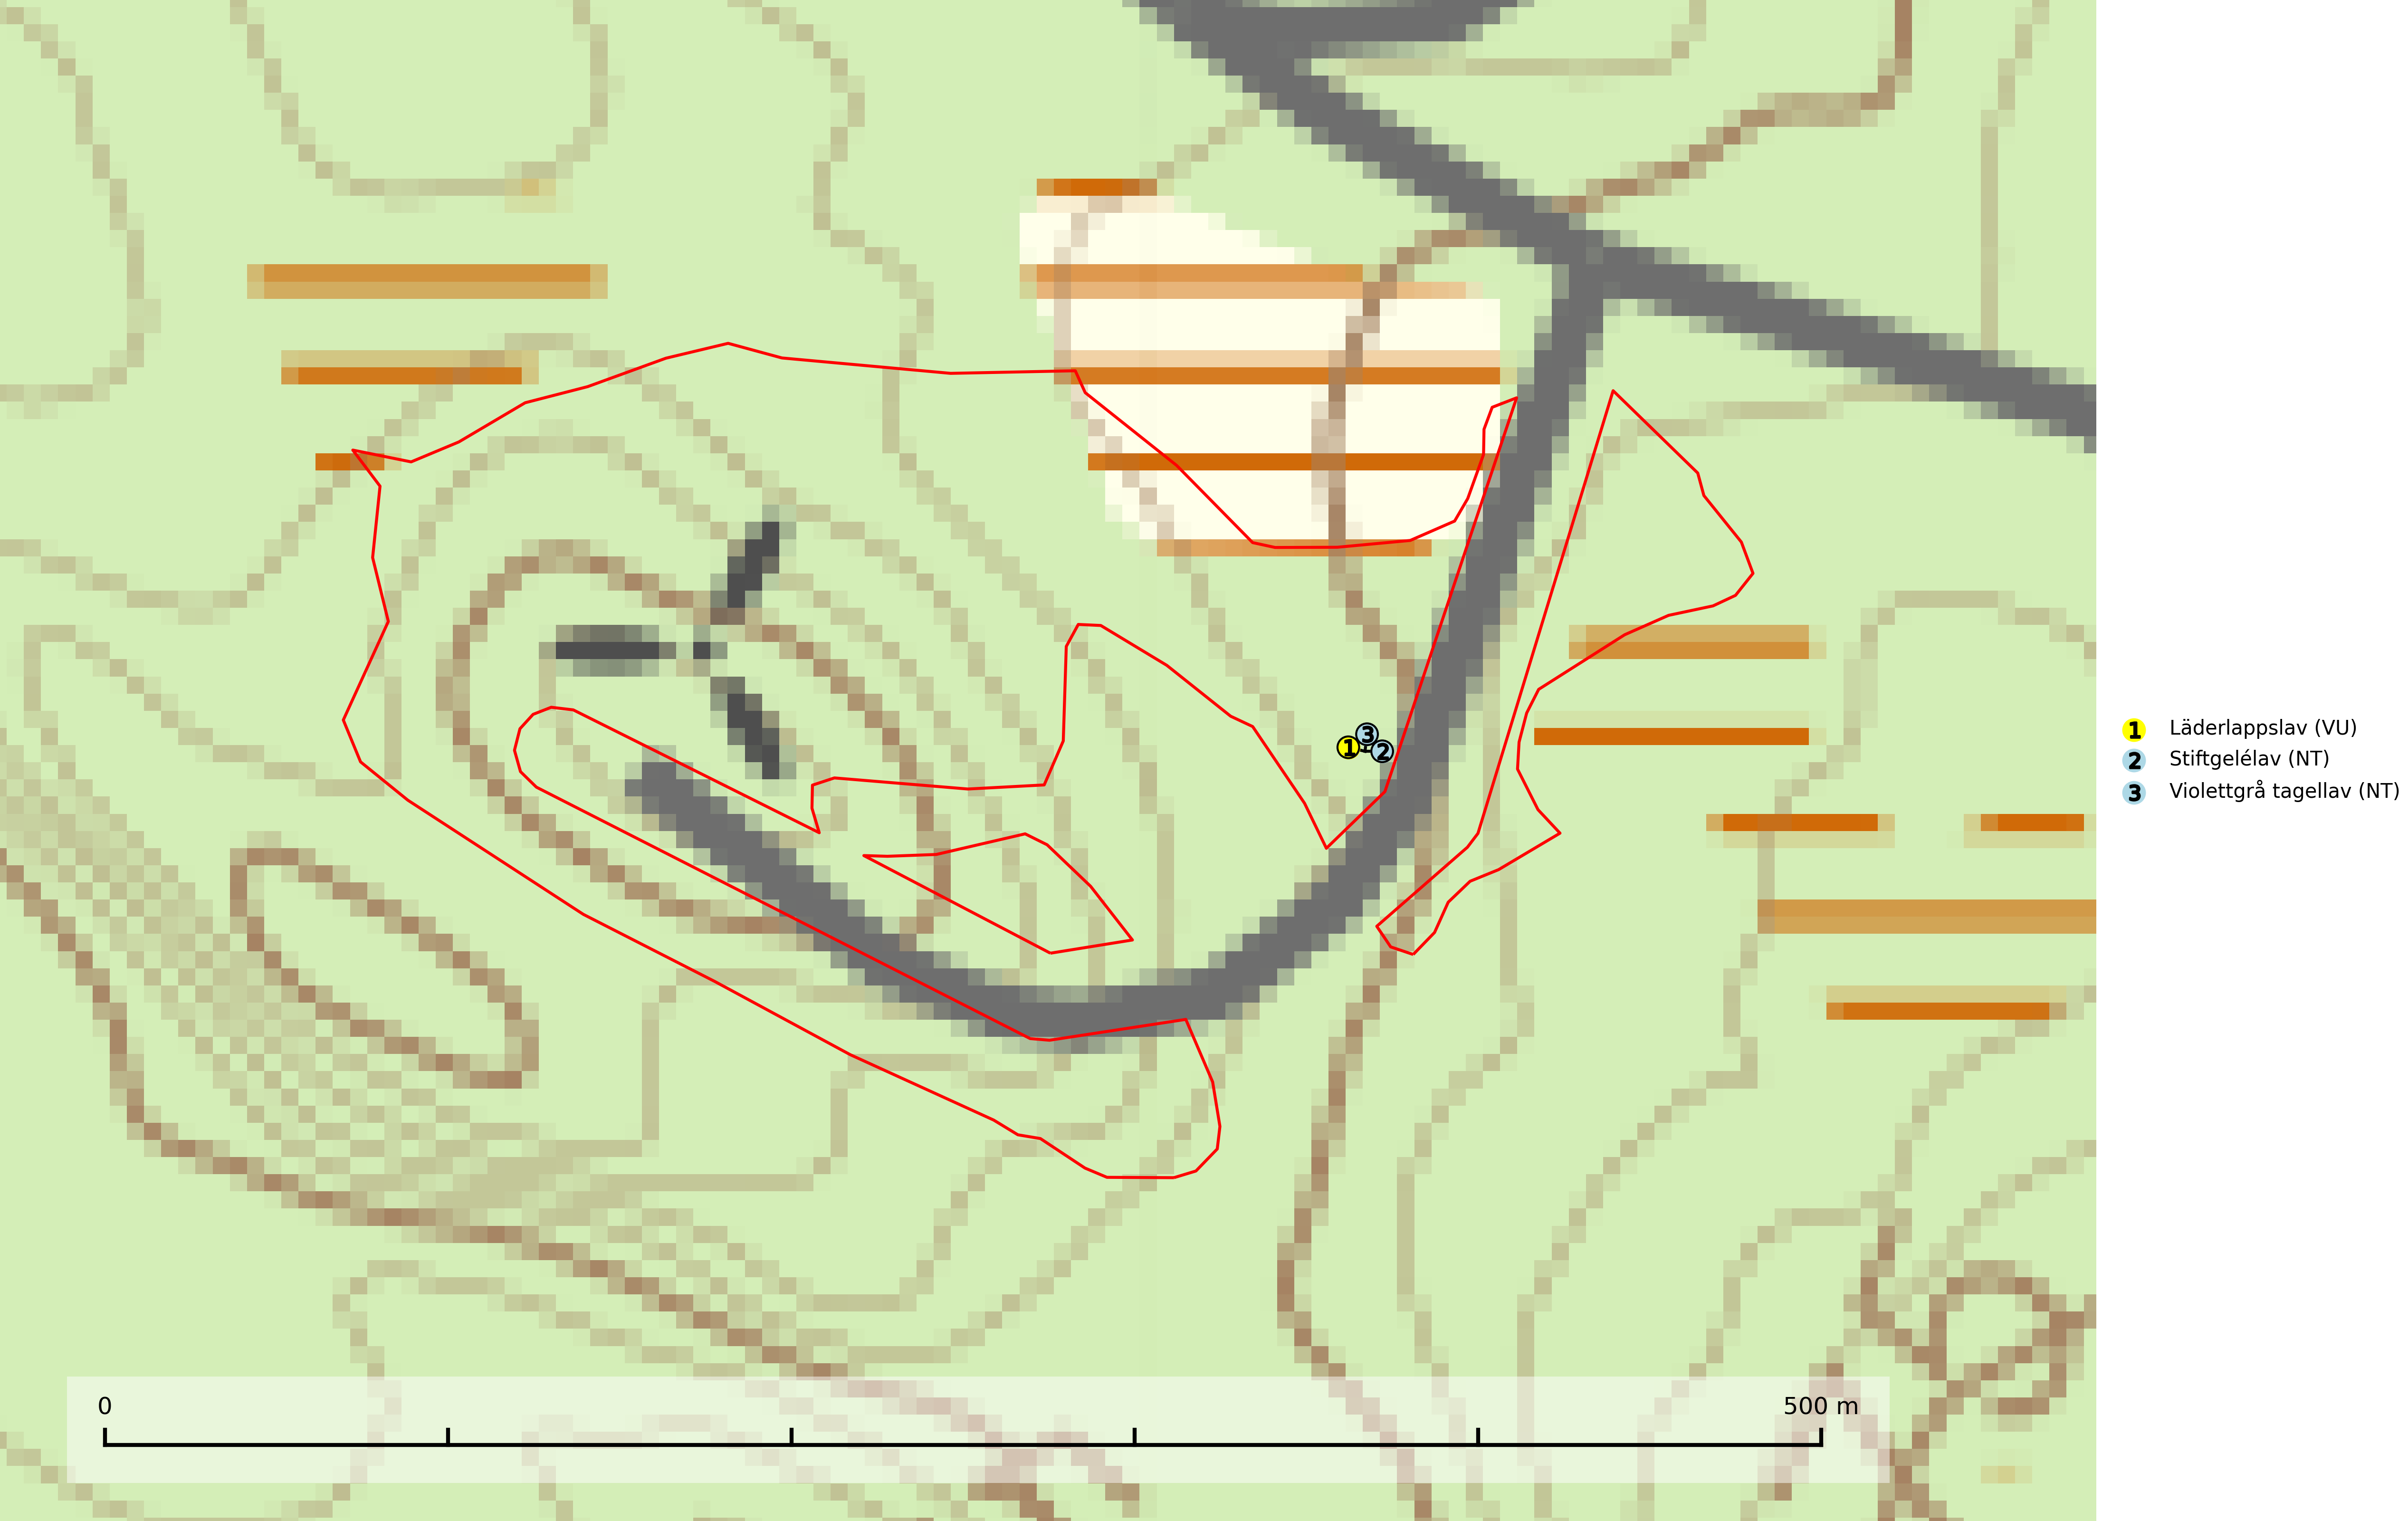 3
1
2
1 Läderlappslav (VU)
2 Stiftgelélav (NT)
3 Violettgrå tagellav (NT)
0 500 m